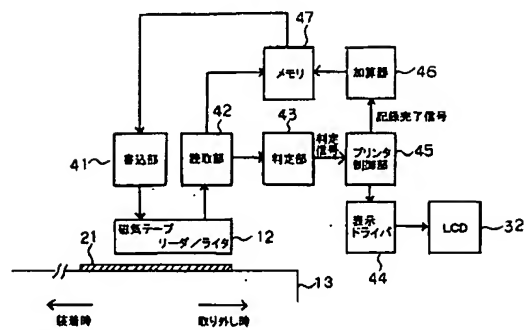 47
メモリ
加算器
46
42
43
記録完了信号
41
書込部
読取部
判定部
判定
信号
プリンタ
制御部
45
磁気テープ
リーダ/ライタ
12
表示
ドライバ
LCD
32
21
44
13
装着時
取り外し時